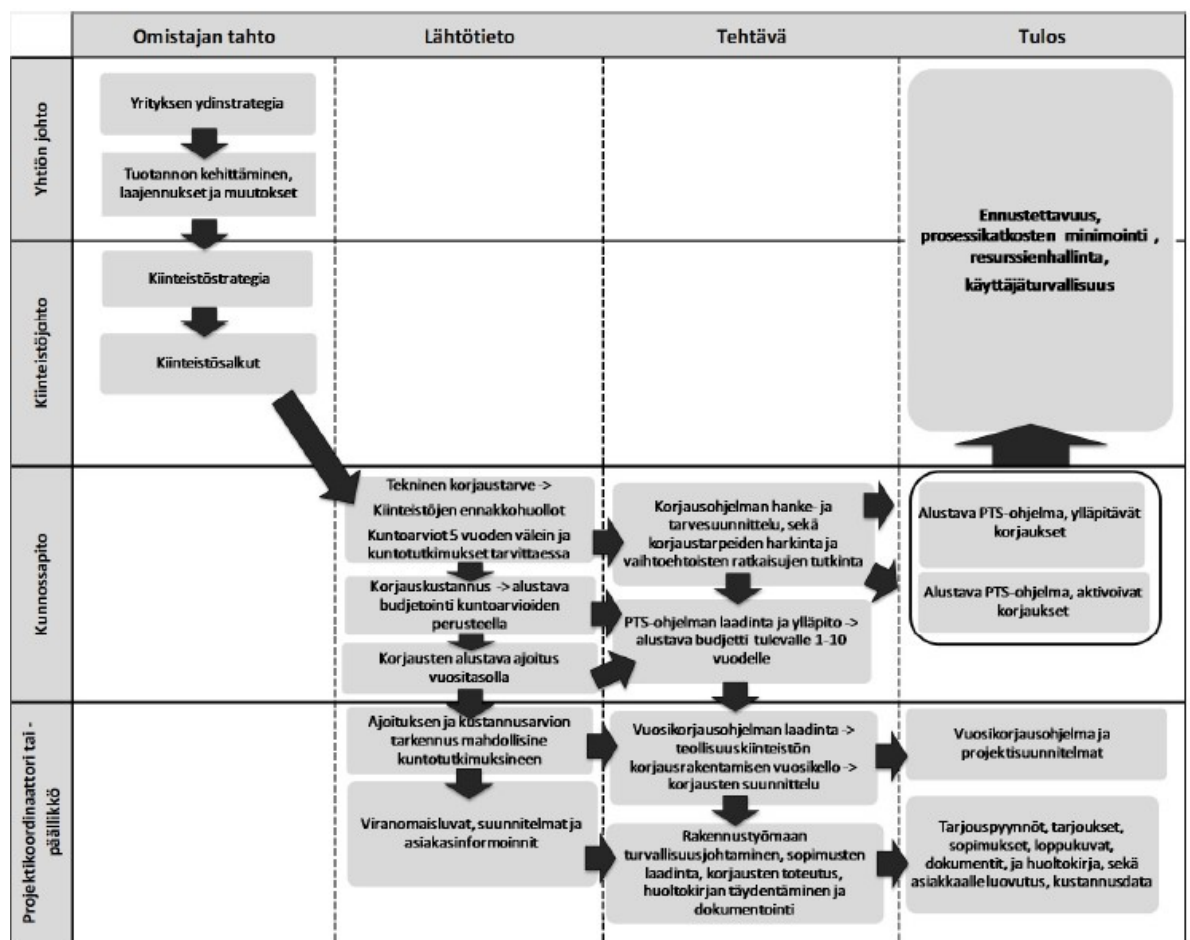 Omistajan tahto
Lähtötieto
Tehtävä
Tulos
Yhtiön johto
Yrityksen ydinstrategia
Tuotannon kehittäminen,
laajennukset ja muutokset
Ennustettavuus,
prosessikatkosten minimointi ,
resurssienhallinta,
käyttäjäturvallisuus
Kiinteistöjohto
Kiinteistöstrategia
Kiinteistösalkut
Kunnossapito
Tekninen korjaustarve ->
Kiinteistöjen ennakkohuollot
Kuntoarviot 5 vuoden välein ja
kuntotutkimukset tarvittaessa
Korjauskustannus -> alustava
budjetointi kuntoarvioiden
perusteella
Korjausten alustava ajoitus
vuositasolla
Korjausohjelman hanke- ja
tarvesuunnittelu, sekä
korjaustarpeiden harkinta ja
vaihtoehtoisten ratkaisujen tutkinta
PTS-ohjelman laadinta ja ylläpito ->
alustava budjetti tulevalle 1-10
vuodelle
Alustava PTS-ohjelma, ylläpitävät
korjaukset
Alustava PTS-ohjelma, aktivoivat
korjaukset
Projektikoordinaattori tai -
päällikkö
Ajoituksen ja kustannusarvion
tarkennus mahdollisine
kuntotutkimuksineen
Viranomaisluvat, suunnitelmat ja
asiakasinformoinnit
Vuosikorjausohjelman laadinta ->
teollisuuskiinteistön
korjausrakentamisen vuosikello ->
korjausten suunnittelu
Rakennustyömaan
turvallisuusjohtaminen, sopimusten
laadinta, korjausten toteutus,
huoltokirjan täydentäminen ja
dokumentointi
Vuosikorjausohjelma ja
projektisuunnitelmat
Tarjouspyynnöt, tarjoukset,
sopimukset, loppukuvat,
dokumentit, ja huoltokirja, sekä
asiakkaalle luovutus, kustannusdata